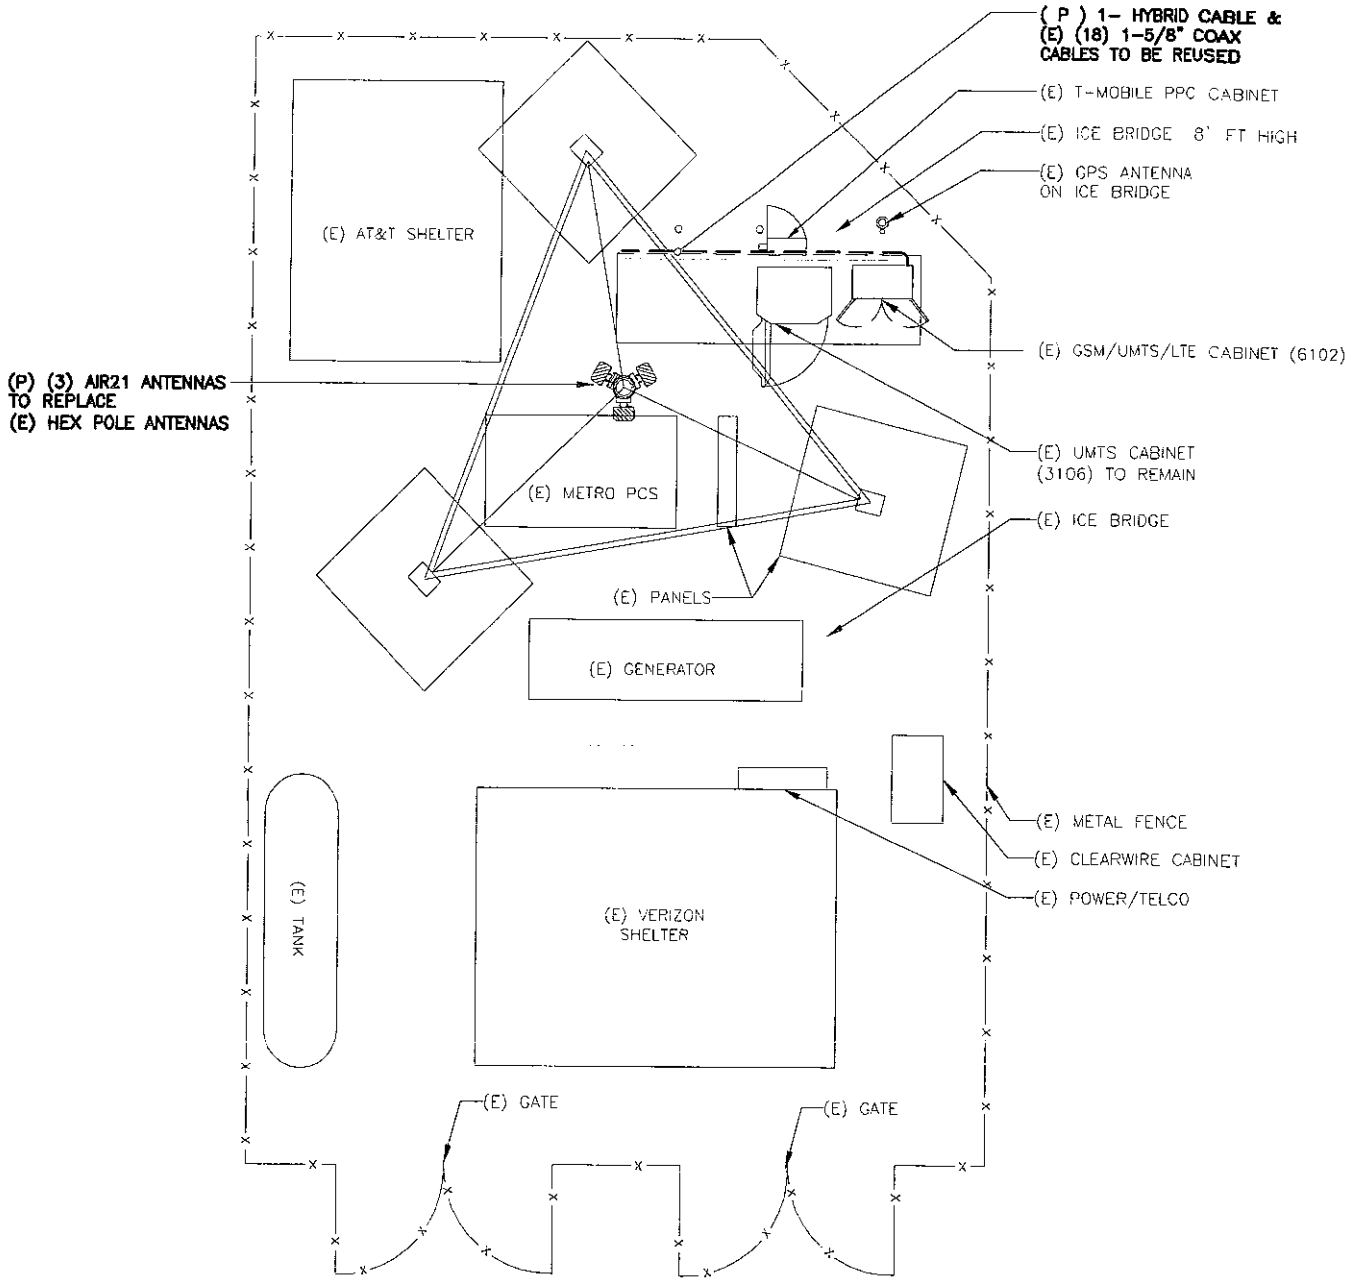 ( P ) 1- HYBRID CABLE &
(E) (18) 1-5/8" COAX
CABLES TO BE REUSED
(E) T-MOBILE PPC CABINET
(E) ICE BRIDGE 8' FT HIGH
(E) GPS ANTENNA
ON ICE BRIDGE
(E) AT&T SHELTER
(E) GSM/UMTS/LTE CABINET (6102)
(P) (3) AIR21 ANTENNAS
TO REPLACE
(E) HEX POLE ANTENNAS
(E) UMTS CABINET
(3106) TO REMAIN
(E) METRO PCS
(E) ICE BRIDGE
(E) PANELS
(E) GENERATOR
(E) METAL FENCE
(E) CLEARWIRE CABINET
(E) POWER/TELCO
(E) TANK
(E) VERIZON
SHELTER
(E) GATE
(E) GATE